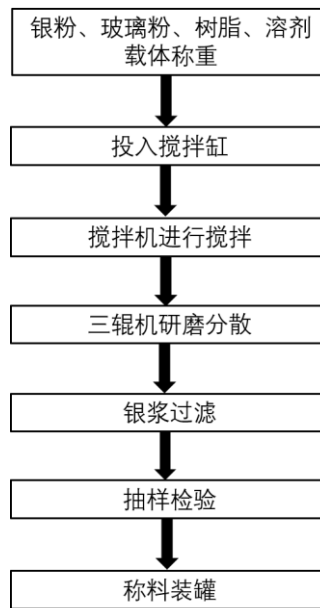 银粉、玻璃粉、树脂、溶剂
载体称重
投入搅拌缸
搅拌机进行搅拌
三辊机研磨分散
银浆过滤
抽样检验
称料装罐